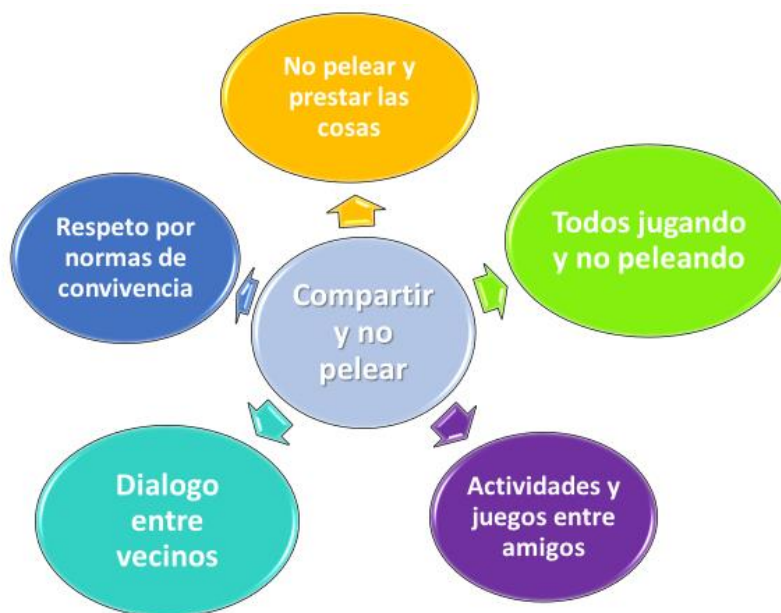 No pelear y
prestar las
cosas
Todos jugando
y no peleando
Respeto por
normas de
convivencia
Compartir
y no
pelear
Dialogo
entre
vecinos
Actividades y
juegos entre
amigos